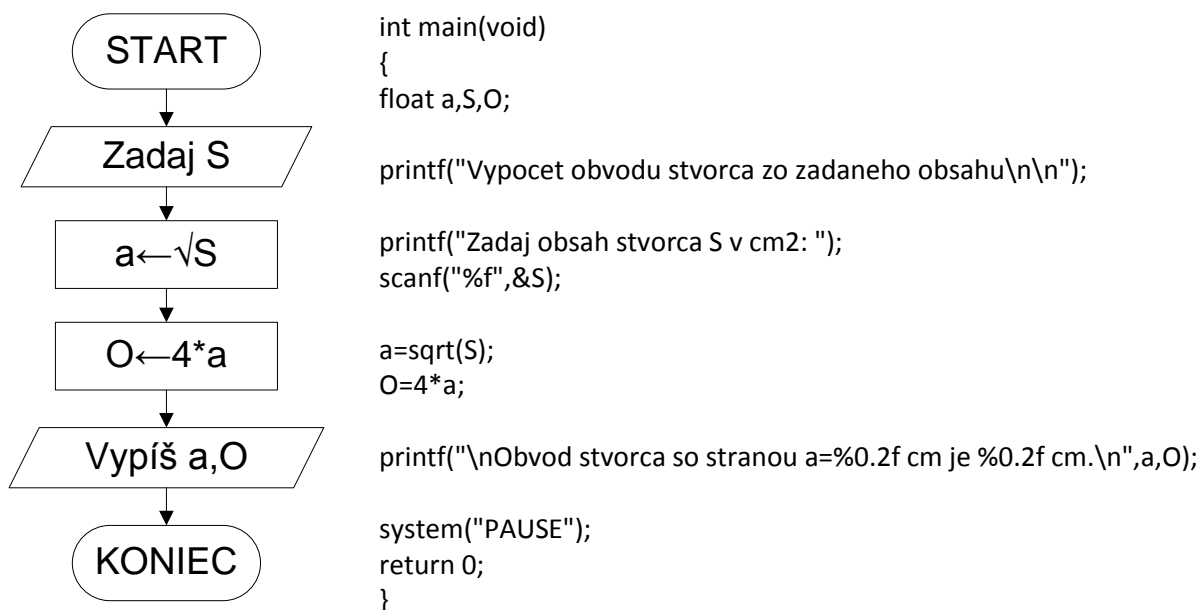 START
Zadaj S
a←√S
O←4*a
Vypíš a,O
KONIEC
int main(void)
{
float a,S,O;
printf("Vypocet obvodu stvorca zo zadaneho obsahu\n\n");
printf("Zadaj obsah stvorca S v cm2: ");
scanf("%f",&S);
a=sqrt(S);
O=4*a;
printf("\nObvod stvorca so stranou a=%0.2f cm je %0.2f cm.\n",a,O);
system("PAUSE");
return 0;
}